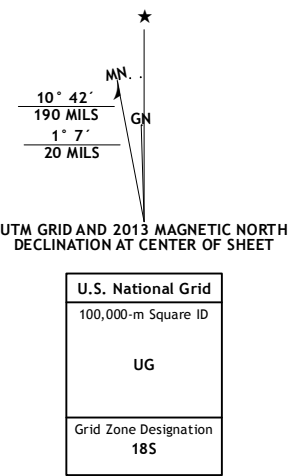 ★
MN
10° 42´
190 MILS
GN
1° 7´
20 MILS
UTM GRID AND 2013 MAGNETIC NORTH
DECLINATION AT CENTER OF SHEET
U.S. National Grid
100,000-m Square ID
UG
Grid Zone Designation
18S